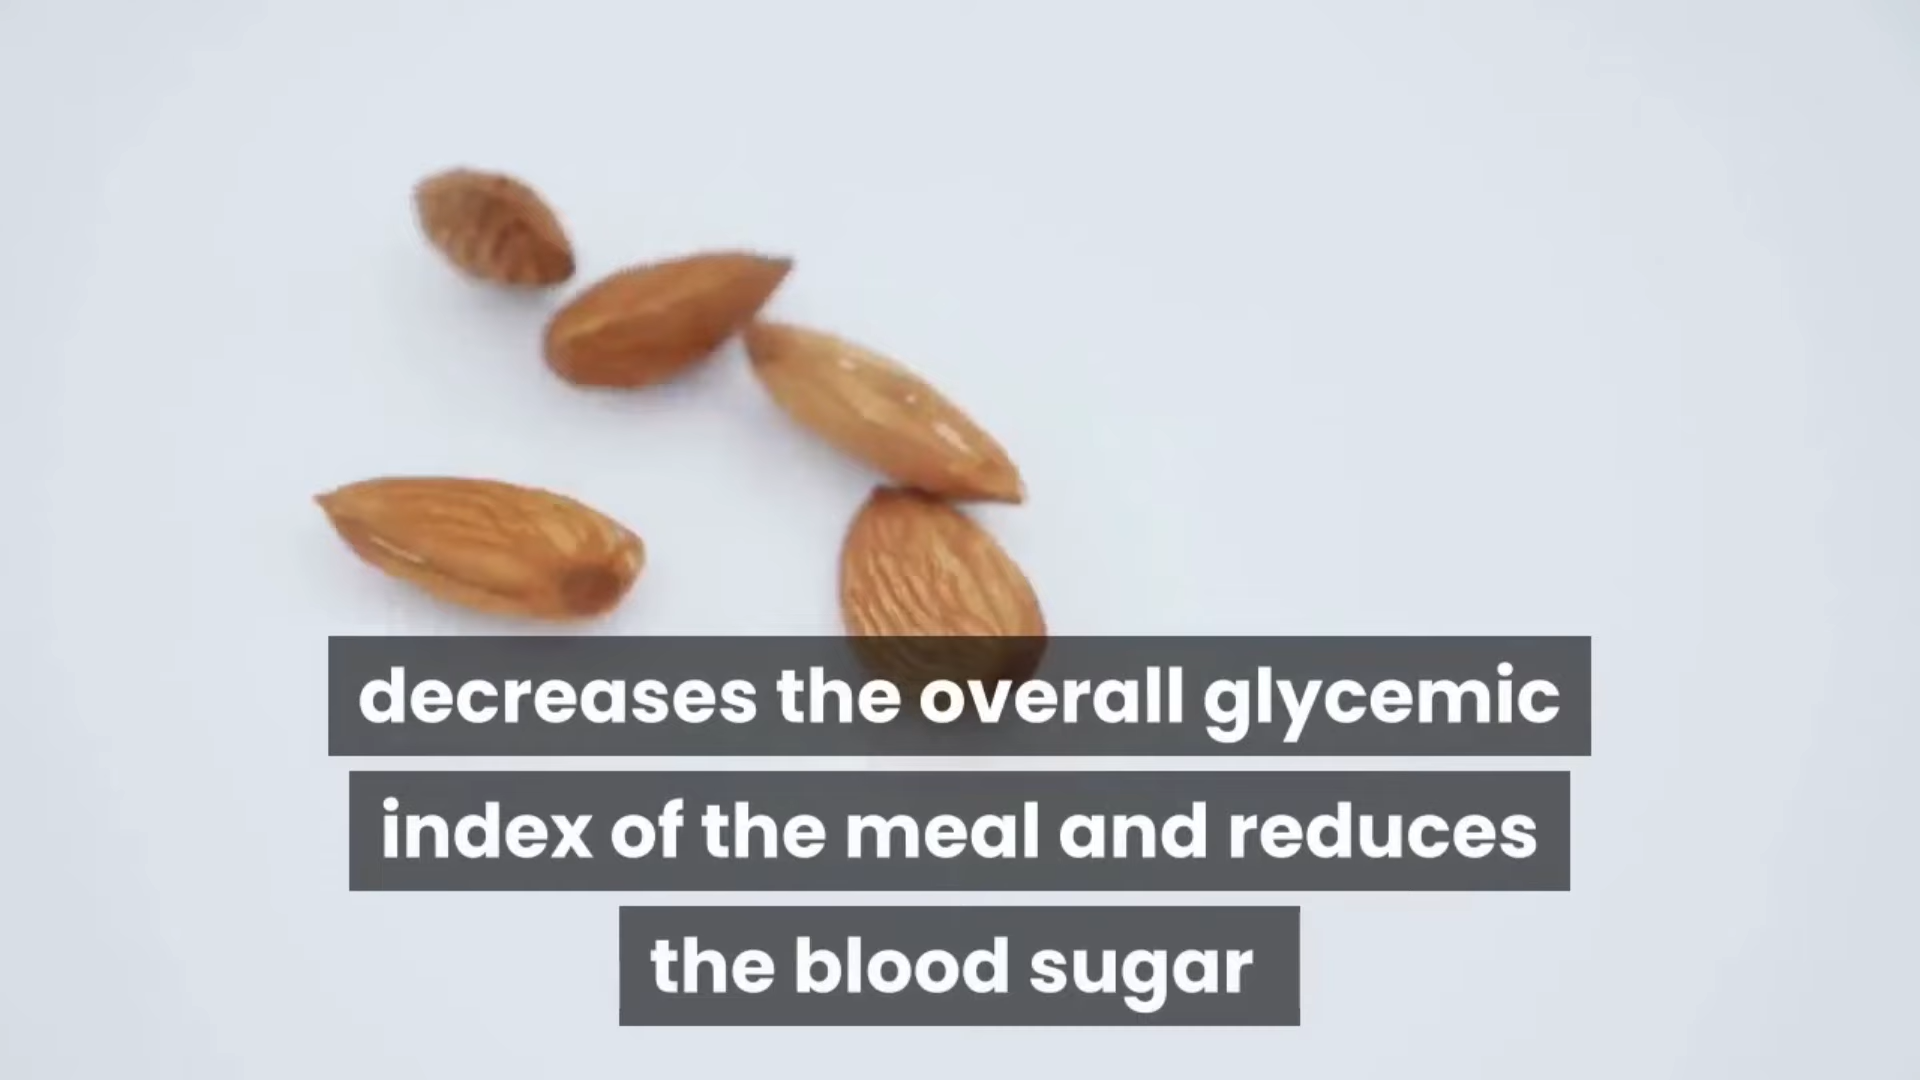 decreases the overall glycemic
index of the meal and reduces
the blood sugar